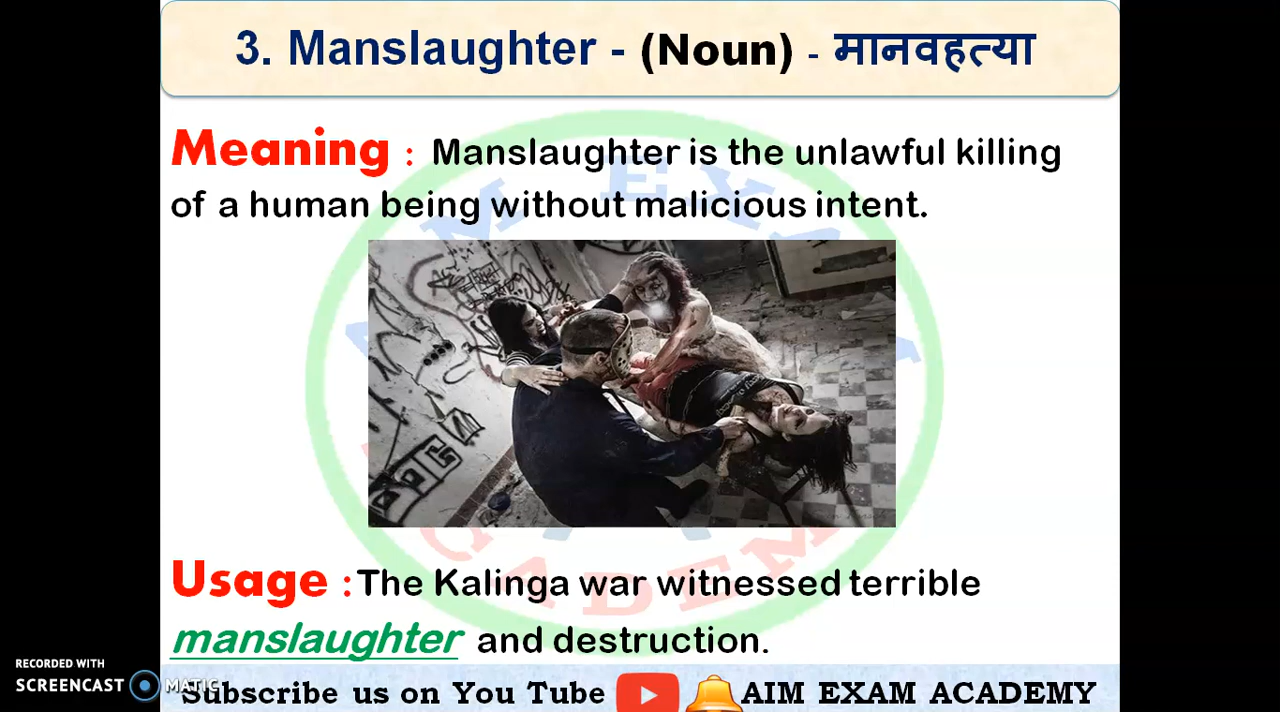 3. Manslaughter - (Noun) - मानवहत्या
Meaning : Manslaughter is the unlawful killing
of a human being without malicious intent.
Usage : The Kalinga war witnessed terrible
manslaughter and destruction.
RECORDED WITH
SCREENCAST MATIC
Subscribe us on You Tube AIM EXAM ACADEMY